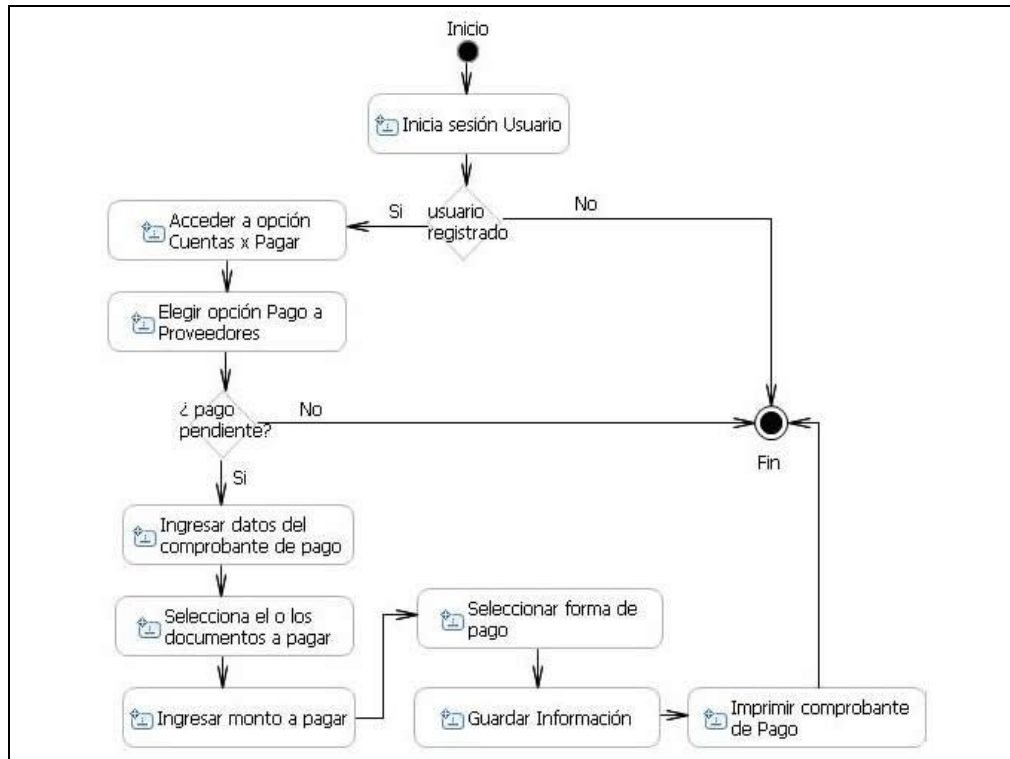 Inicio
Inicia sesión Usuario
usuario
registrado
Si
No
Acceder a opción
Cuentas x Pagar
Elegir opción Pago a
Proveedores
¿ pago
pendiente?
No
Fin
Si
Ingresar datos del
comprobante de pago
Selecciona el o los
documentos a pagar
Ingresar monto a pagar
Seleccionar forma de
pago
Guardar Información
Imprimir comprobante
de Pago